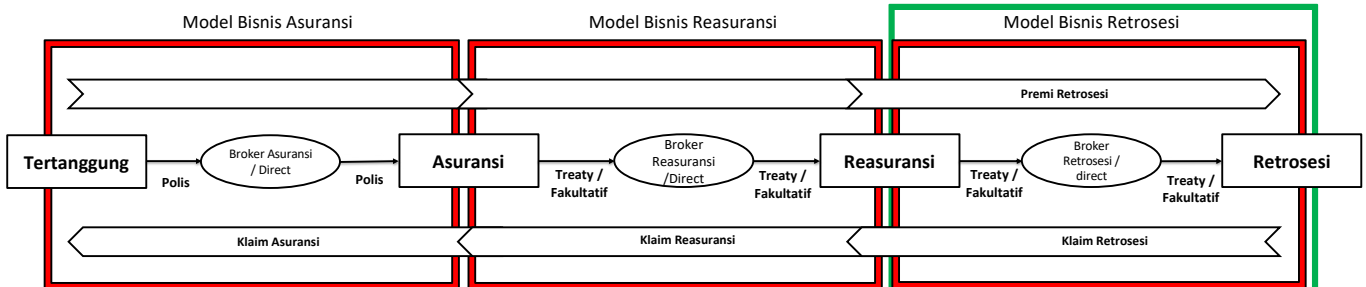 Model Bisnis Asuransi
Model Bisnis Reasuransi
Model Bisnis Retrosesi
Premi Retrosesi
Tertanggung
Polis
Broker Asuransi
/ Direct
Polis
Asuransi
Treaty /
Fakultatif
Broker
Reasuransi
/Direct
Treaty /
Fakultatif
Reasuransi
Treaty /
Fakultatif
Broker
Retrosesi /
direct
Treaty /
Fakultatif
Retrosesi
Klaim Asuransi
Klaim Reasuransi
Klaim Retrosesi